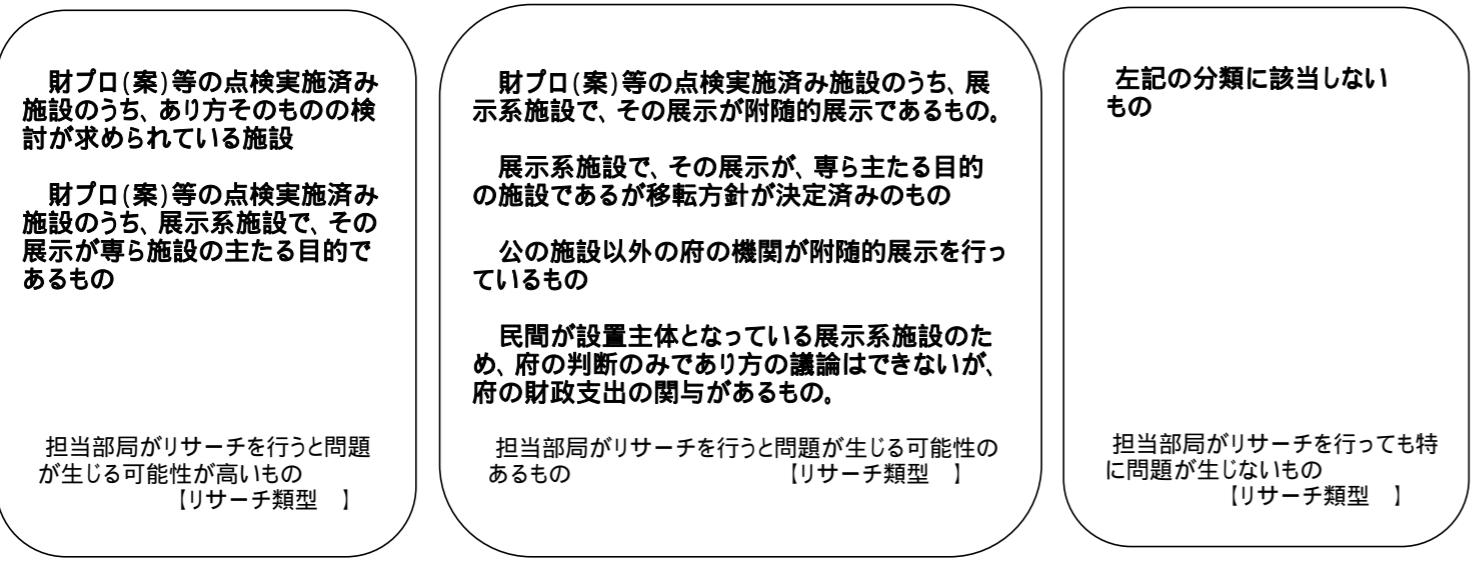 財プロ(案)等の点検実施済み
施設のうち、あり方そのものの検
討が求められている施設
財プロ(案)等の点検実施済み
施設のうち、展示系施設で、その
展示が専ら施設の主たる目的で
あるもの
担当部局がリサーチを行うと問題
が生じる可能性が高いもの
【リサーチ類型　】
財プロ(案)等の点検実施済み施設のうち、展
示系施設で、その展示が附随的展示であるもの。
展示系施設で、その展示が、専ら主たる目的
の施設であるが移転方針が決定済みのもの
公の施設以外の府の機関が附随的展示を行っ
ているもの
民間が設置主体となっている展示系施設のた
め、府の判断のみであり方の議論はできないが、
府の財政支出の関与があるもの。
担当部局がリサーチを行うと問題が生じる可能性の
あるもの　【リサーチ類型　】
左記の分類に該当しない
もの
担当部局がリサーチを行っても特
に問題が生じないもの
【リサーチ類型　】